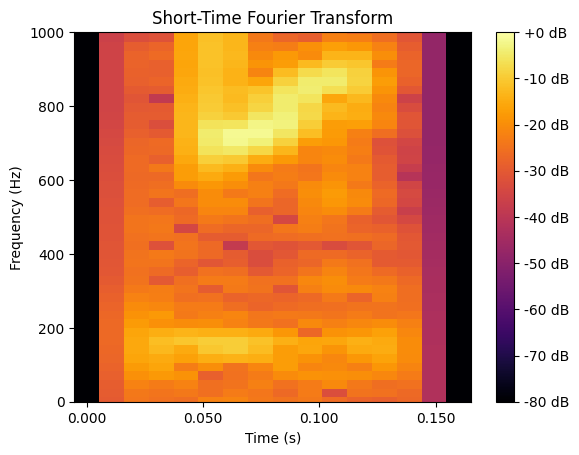 Short-Time Fourier Transform
1000
800
600
400
200
0
Frequency (Hz)
0.000
0.050
0.100
0.150
Time (s)
+0 dB
-10 dB
-20 dB
-30 dB
-40 dB
-50 dB
-60 dB
-70 dB
-80 dB